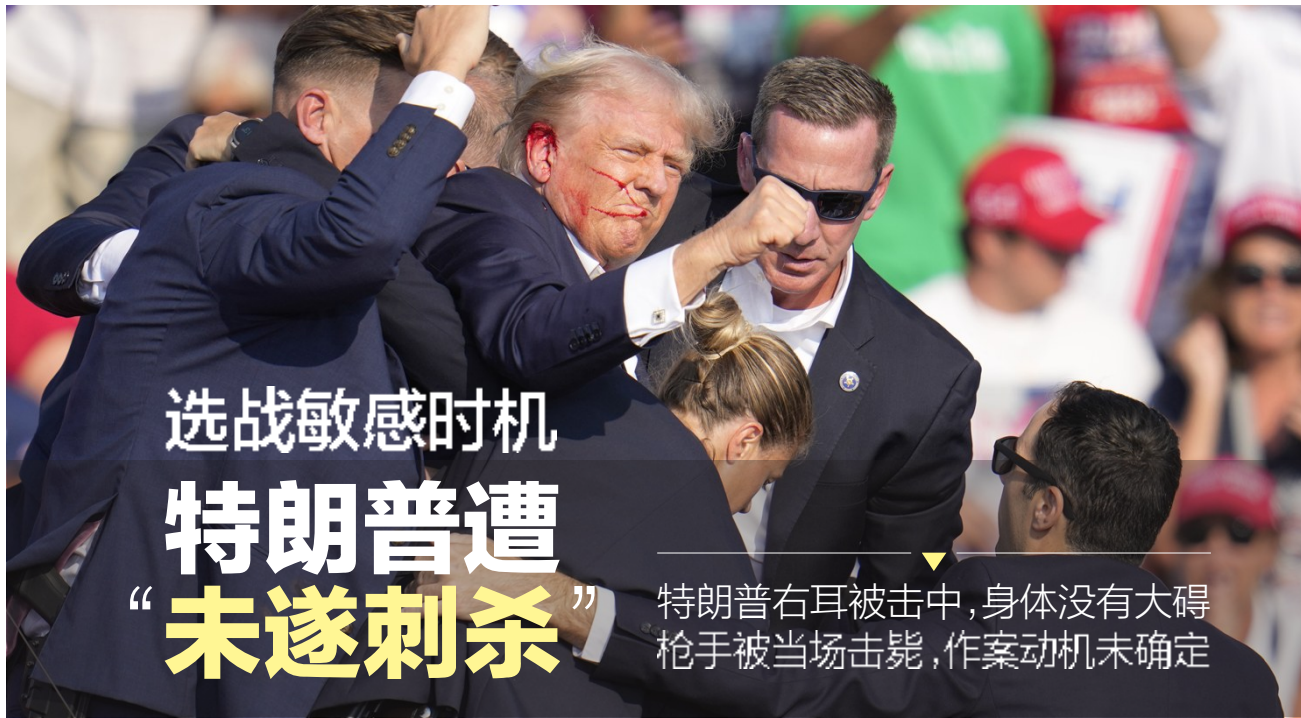 选战敏感时机
特朗普遭
“未遂刺杀”
特朗普右耳被击中,身体没有大碍
枪手被当场击毙,作案动机未确定